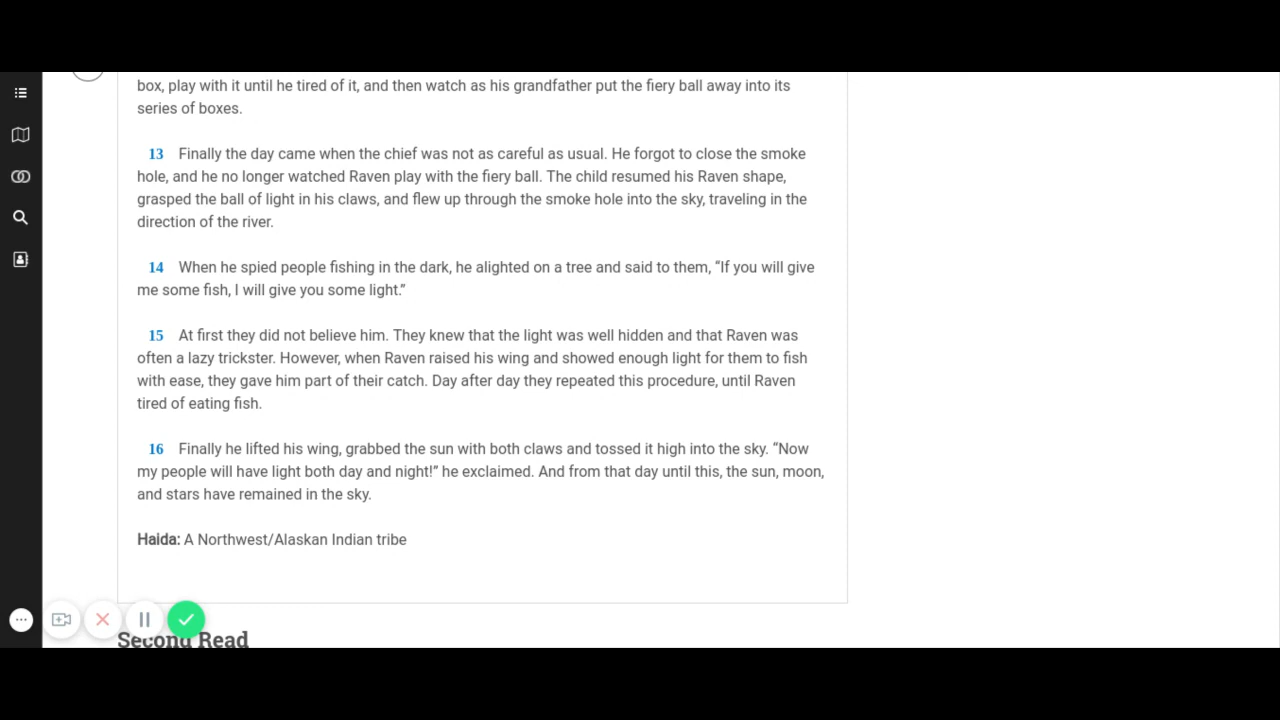 box, play with it until he tired of it, and then watch as his grandfather put the fiery ball away into its
series of boxes.
13 Finally the day came when the chief was not as careful as usual. He forgot to close the smoke
hole, and he no longer watched Raven play with the fiery ball. The child resumed his Raven shape,
grasped the ball of light in his claws, and flew up through the smoke hole into the sky, traveling in the
direction of the river.
14 When he spied people fishing in the dark, he alighted on a tree and said to them, “If you will give
me some fish, I will give you some light.”
15 At first they did not believe him. They knew that the light was well hidden and that Raven was
often a lazy trickster. However, when Raven raised his wing and showed enough light for them to fish
with ease, they gave him part of their catch. Day after day they repeated this procedure, until Raven
tired of eating fish.
16 Finally he lifted his wing, grabbed the sun with both claws and tossed it high into the sky. “Now
my people will have light both day and night!” he exclaimed. And from that day until this, the sun, moon,
and stars have remained in the sky.
Haida: A Northwest/Alaskan Indian tribe
Second Read